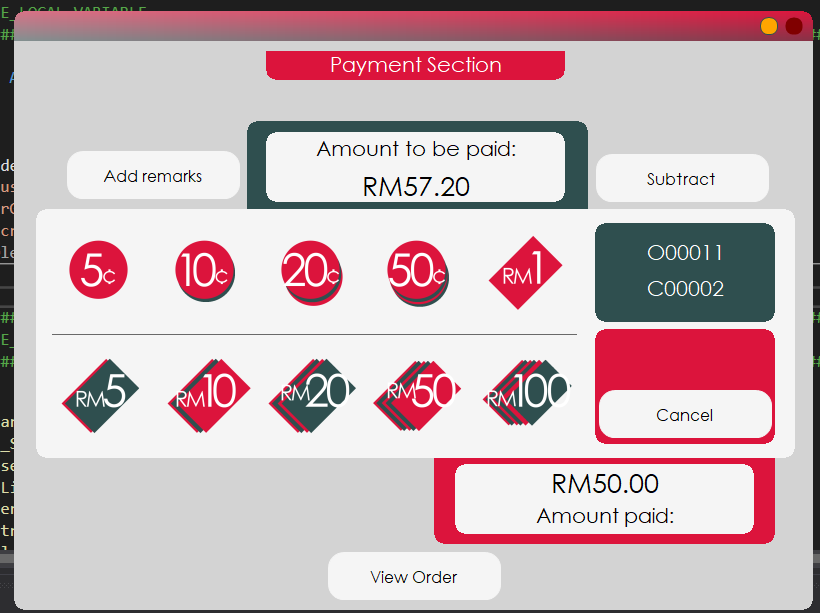 E_LOCAL_VARIABLE
##
Payment Section
Amount to be paid:
RM57.20
Add remarks
Subtract
5¢
10¢
20¢
50¢
RM1
O00011
C00002
RM5
RM10
RM20
RM50
RM100
Cancel
RM50.00
Amount paid:
View Order